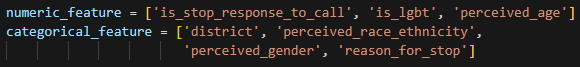 numeric_feature = ['is_stop_response_to_call', 'is_lgbt', 'perceived_age']
categorical_feature = ['district', 'perceived_race_ethnicity',
'perceived_gender', 'reason_for_stop']